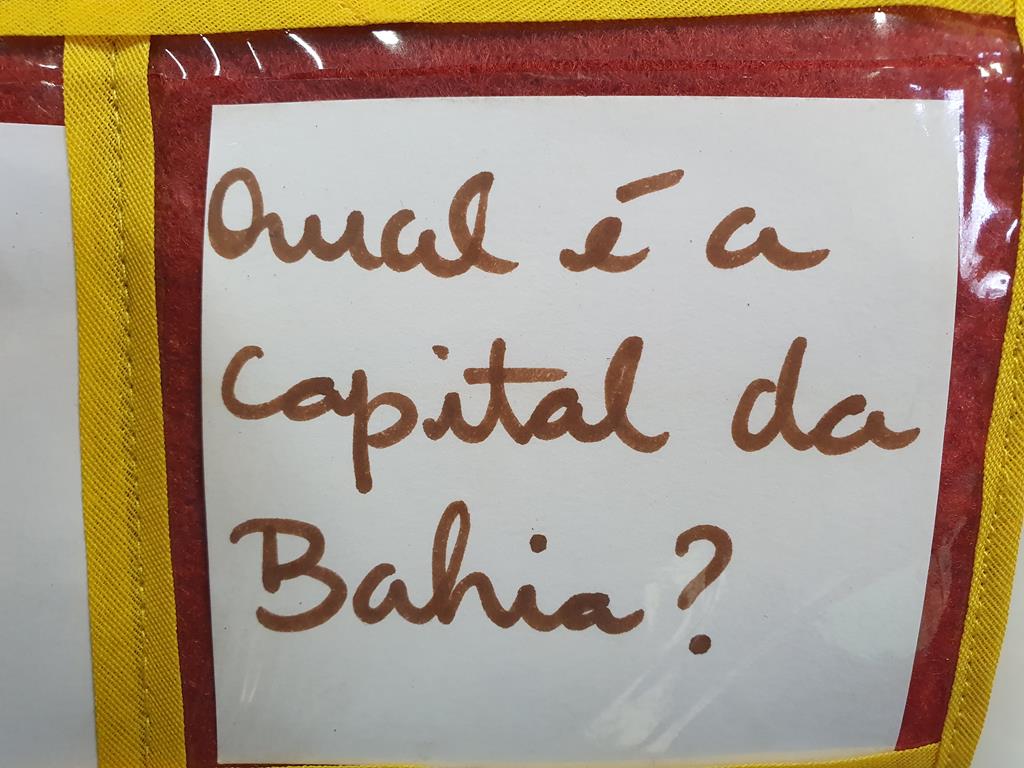 Qual é a
capital da
Bahia?